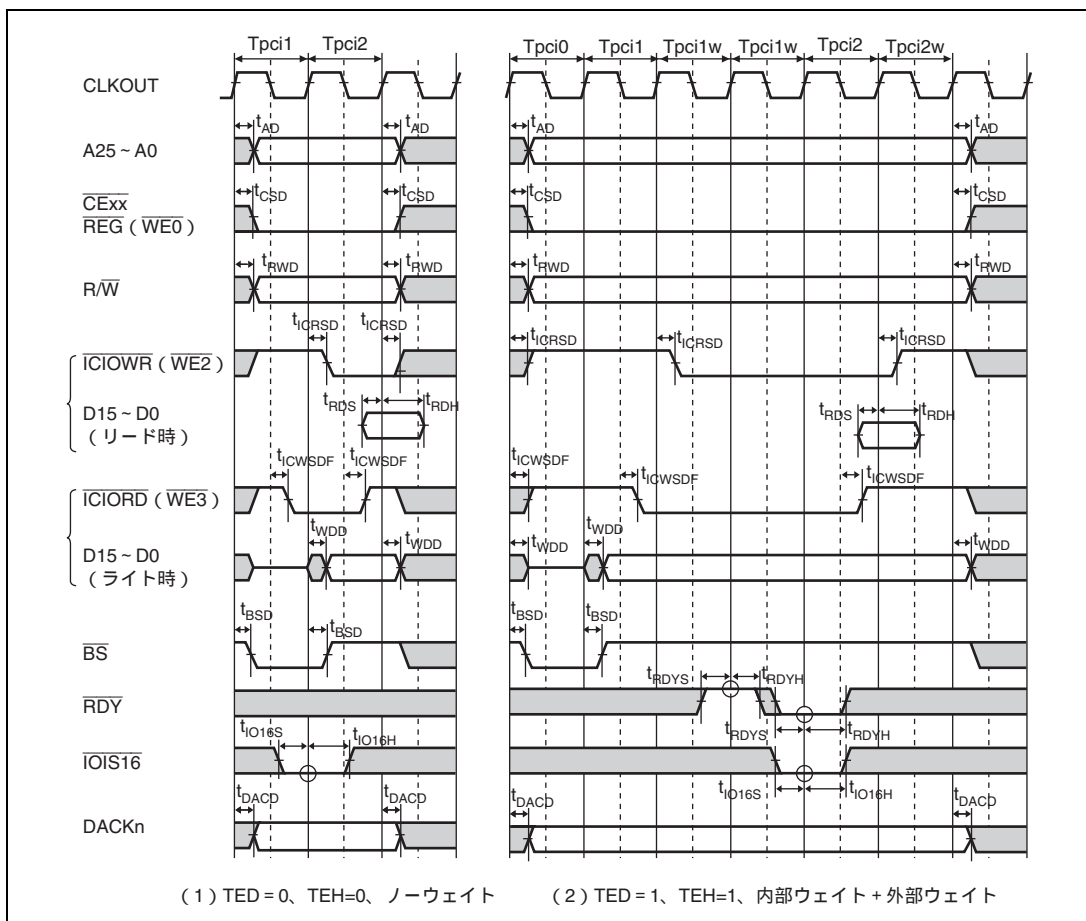 Tpci1 Tpci2 Tpci0 Tpci1 Tpci1w Tpci1w Tpci2 Tpci2w
CLKOUT
tAD tAD tAD tAD
A25～A0
tCSD tCSD tCSD tCSD
CExx
REG（WE0）
tRWD tRWD tRWD tRWD
R/W
tICRSD tICRSD tICRSD tICRSD tICRSD
ICIOWR（WE2）
tRDS tRDH tRDS tRDH
D15～D0
（リード時）
tICWSDF tICWSDF tICWSDF tICWSDF tICWSDF
ICIORD（WE3）
tWDD tWDD tWDD tWDD tWDD
D15～D0
（ライト時）
tBSD tBSD tBSD tBSD
BS
tRDYS tRDYH
RDY
tRDYS tRDYH
tIO16S tIO16H
IOIS16
tIO16S tIO16H
tDACD tDACD tDACD tDACD
DACKn
（1）TED＝0、TEH=0、ノーウェイト （2）TED＝1、TEH=1、内部ウェイト＋外部ウェイト